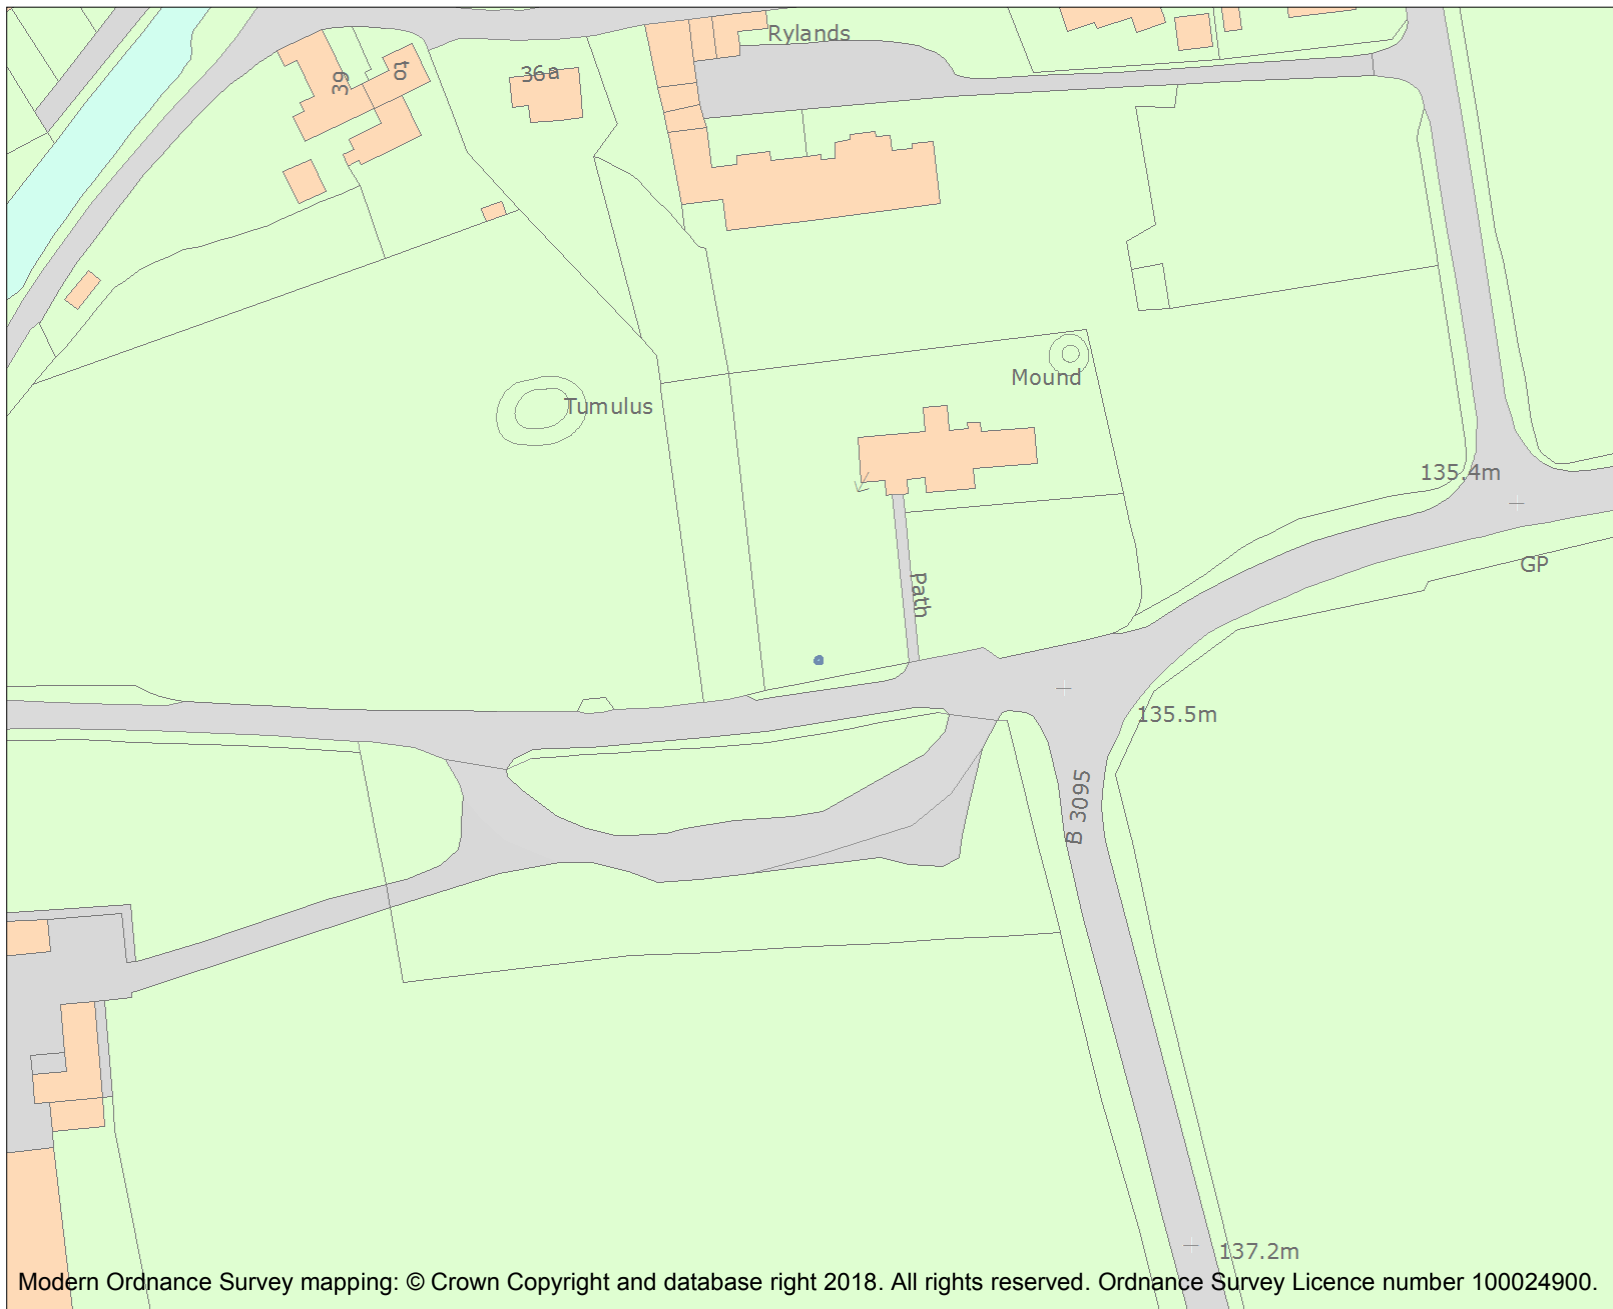 Rylands
39
to
36a
Mound
Tumulus
135.4m
GP
Path
135.5m
B 3095
137.2m
Modern Ordnance Survey mapping: © Crown Copyright and database right 2018. All rights reserved. Ordnance Survey Licence number 100024900.